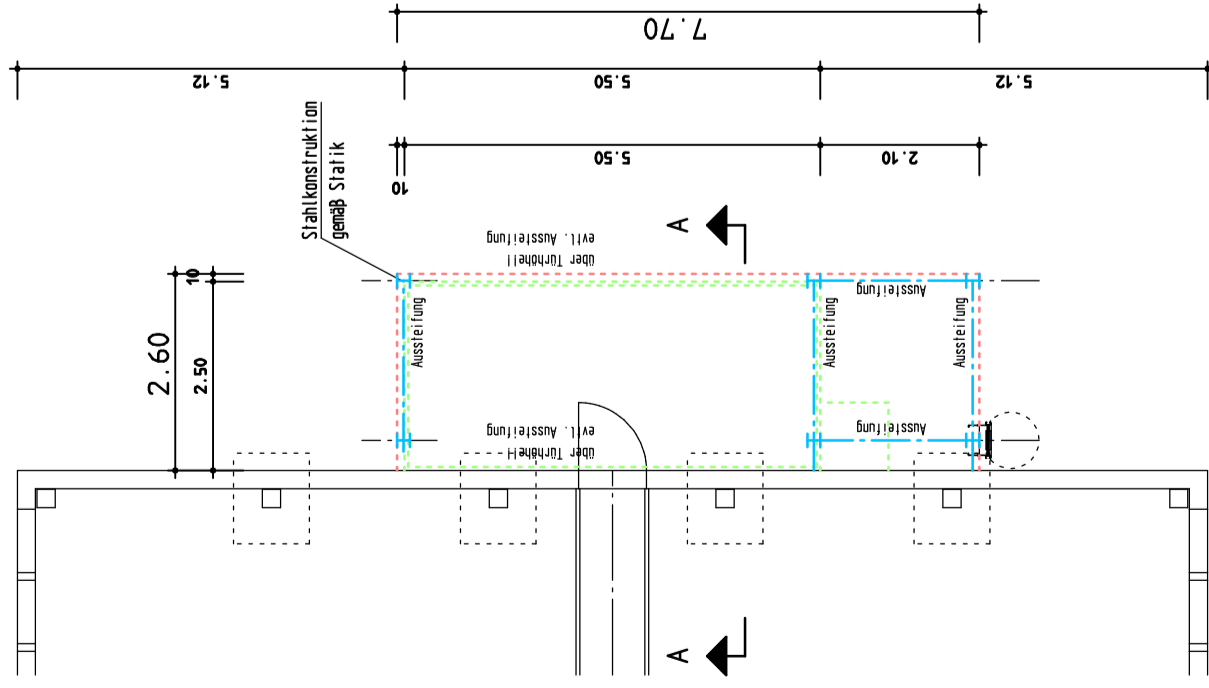 7.70
5.12
5.50
5.12
Stahlkonstruktion
gemäß Statik
10
5.50
2.10
A
über Türhöhe!!
evtl. Aussteifung
10
2.60
2.50
Aussteifung
Aussteifung
Aussteifung
Aussteifung
Aussteifung
über Türhöhe!!
evtl. Aussteifung
A